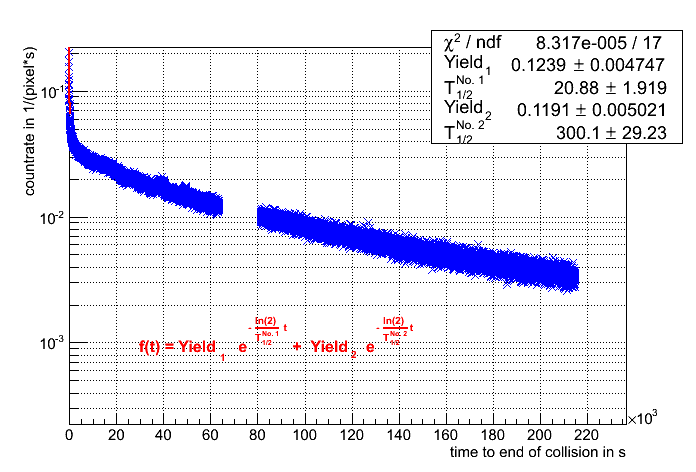 χ² / ndf 8.317e-005 / 17
Yield₁ 0.1239 ± 0.004747
T₁/₂^No. 1 20.88 ± 1.919
Yield₂ 0.1191 ± 0.005021
T₁/₂^No. 2 300.1 ± 29.23
countrate in 1/(pixel*s)
10⁻¹
10⁻²
10⁻³
f(t) = Yield₁ e^(-ln(2)/T₁/₂^No. 1 t) + Yield₂ e^(-ln(2)/T₁/₂^No. 2 t)
0 20 40 60 80 100 120 140 160 180 200 220 ×10³
time to end of collision in s